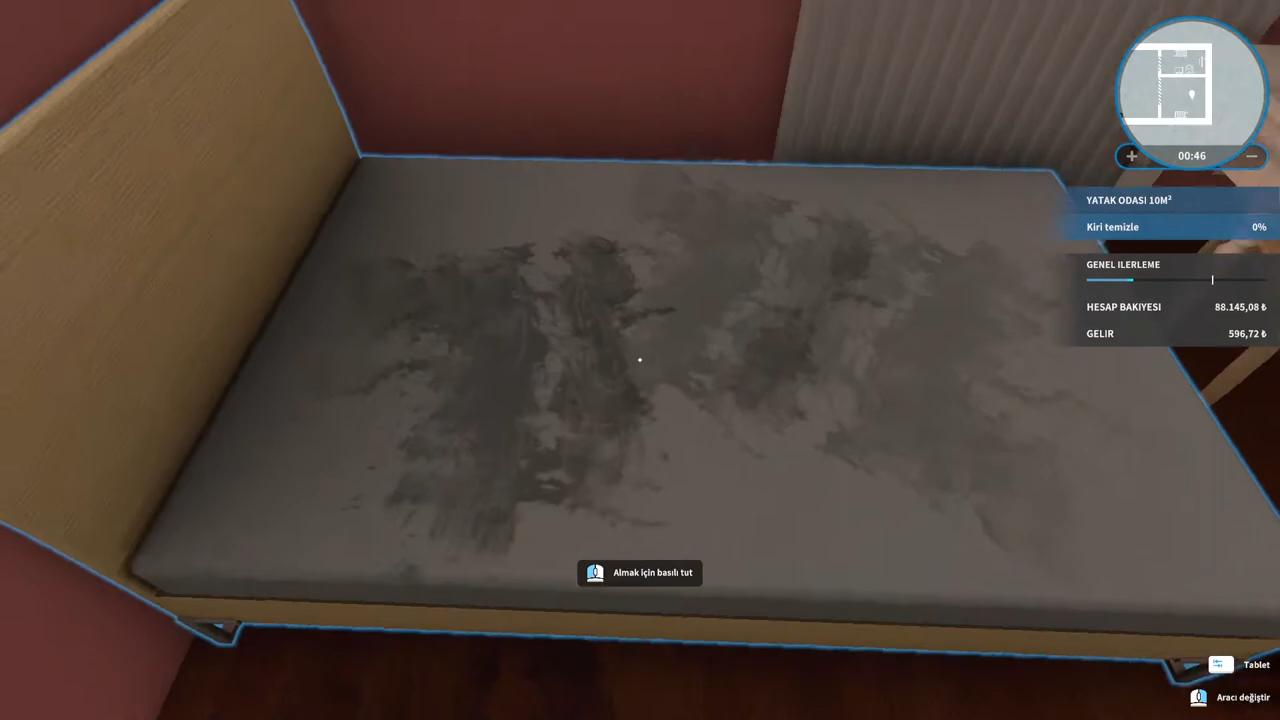 00:46
YATAK ODASI 10M²
Kiri temizle 0%
GENEL ILERLEME
HESAP BAKIYESI 88.145,08 ₺
GELIR 596,72 ₺
Almak için basılı tut
Tablet
Aracı değiştir